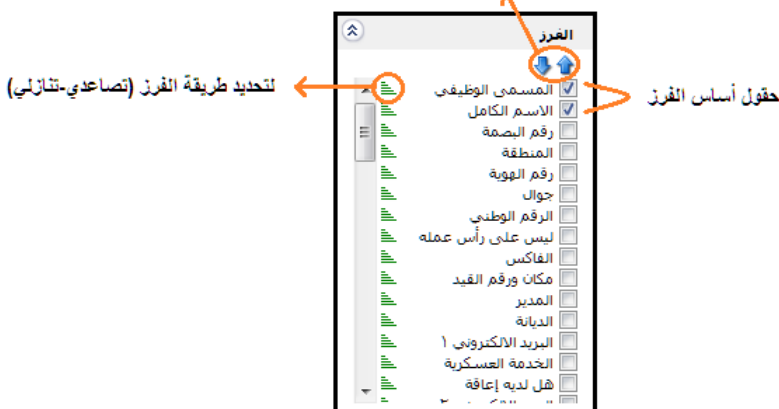 الفرز
المسمى الوظيفي
الاسم الكامل
رقم البصمة
المنطقة
رقم الهوية
جوال
الرقم الوطني
ليس على رأس عمله
الفاكس
مكان ورقم القيد
المدير
الديانة
البريد الالكتروني ١
الخدمة العسكرية
هل لديه إعاقة
حقول أساس الفرز
لتحديد طريقة الفرز (تصاعدي-تنازلي)